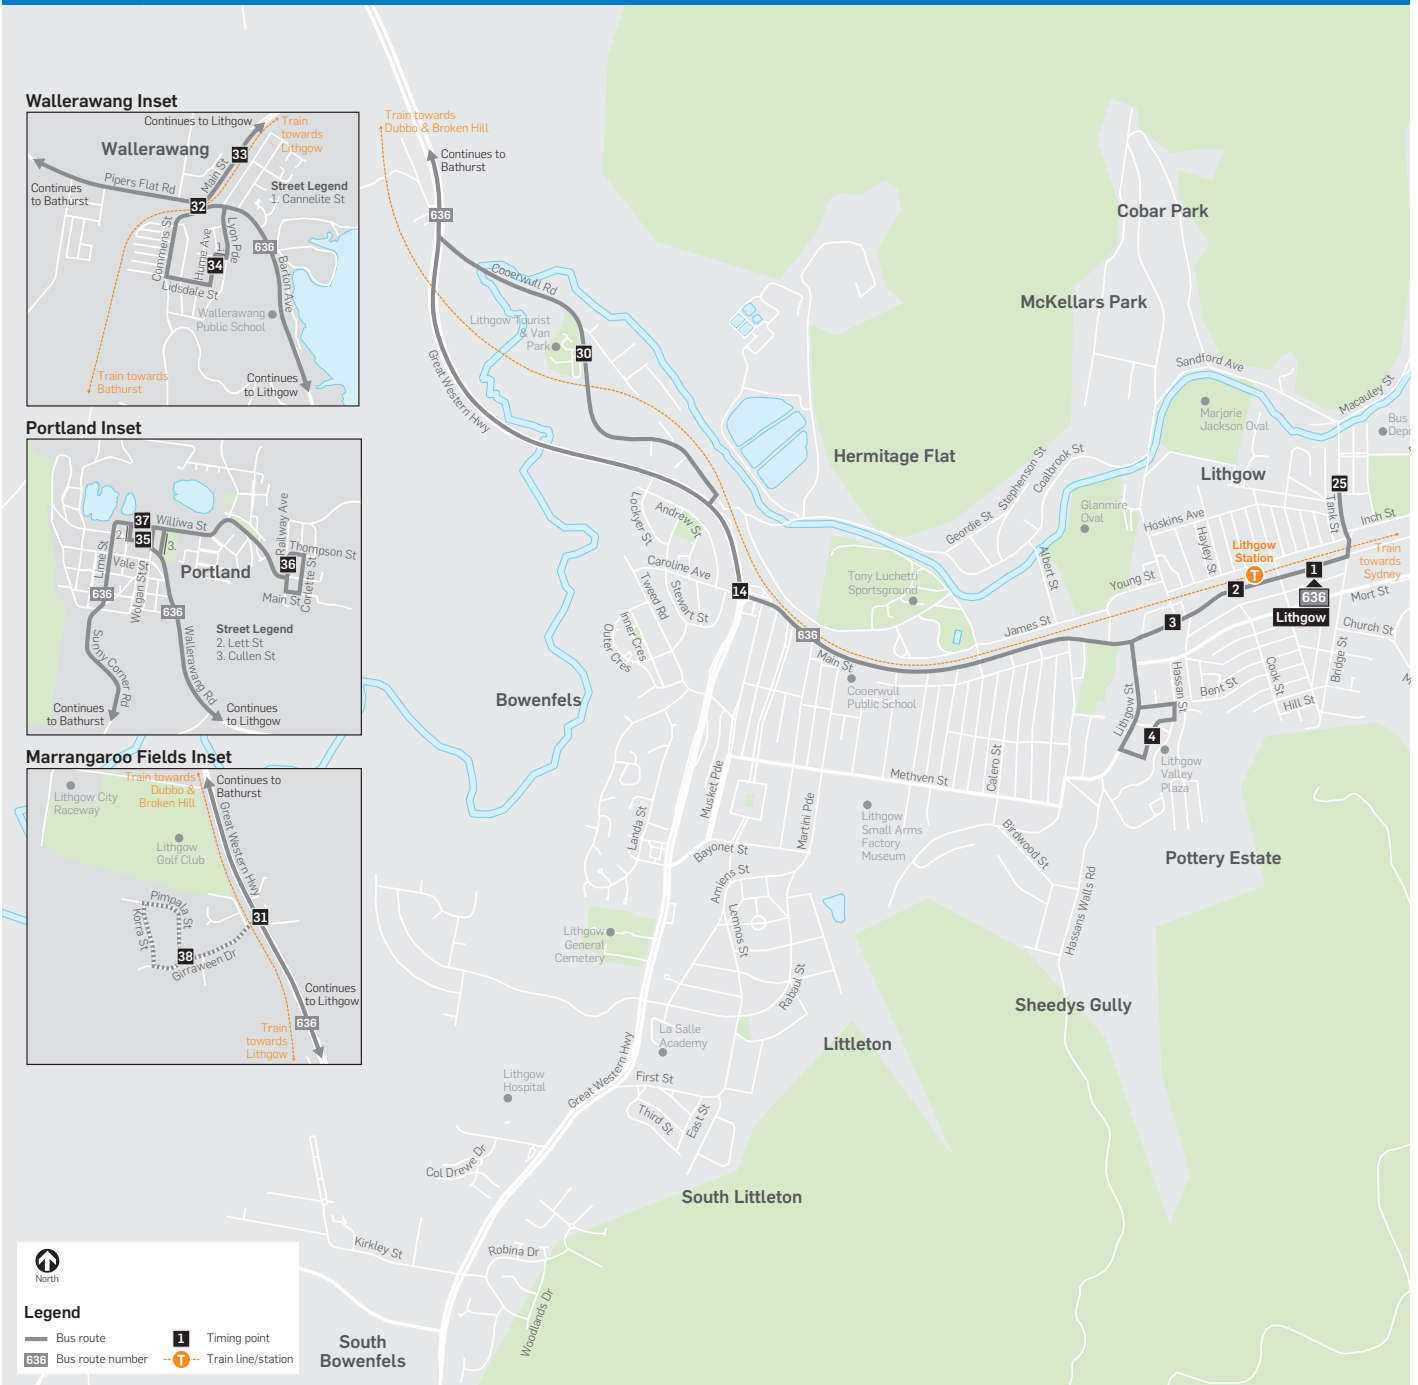 Wallerawang Inset
Continues to Lithgow
Train
towards
Lithgow
Wallerawang
33
Main St
Continues
to Bathurst
Pipers Flat Rd
Street Legend
1. Cannelite St
32
Commens St
Hume Ave
1.
Lyon Pde
636
34
Barton Ave
Lidsdale St
Wallerawang
Public School
Train towards
Bathurst
Continues
to Lithgow
Portland Inset
37
Williwa St
2.
35
3.
Railway Ave
Thompson St
Lime St
Vale St
Portland
36
Corlette St
Main St
636
Wolgan St
636
Street Legend
2. Lett St
3. Cullen St
Sunny Corner Rd
Wallerawang Rd
Continues
to Bathurst
Continues
to Lithgow
Marrangaroo Fields Inset
Train towards
Dubbo &
Broken Hill
Continues to
Bathurst
Lithgow City
Raceway
Great Western Hwy
Lithgow
Golf Club
Pimpala St
Korra St
31
38
Girraween Dr
Continues
to Lithgow
636
Train
towards
Lithgow
North
Legend
Bus route
1
Timing point
636
Bus route number
T
Train line/station
Train towards
Dubbo & Broken Hill
Continues to
Bathurst
636
Cooerwull Rd
Lithgow Tourist
& Van
Park
30
Great Western Hwy
Cobar Park
McKellars Park
Sandford Ave
Macauley St
Marjorie
Jackson Oval
Bus
Hermitage Flat
Lithgow
Stephenson St
Coalbrook St
Geordie St
Glanmire
Oval
Hoskins Ave
Hayley St
25
Tank St
Inch St
Lockyer St
Andrew St
Caroline Ave
Tweed Rd
Stewart St
Inner Cres
Outer Cres
14
Tony Luchetti
Sportsground
Albert St
Young St
Lithgow
Station
T
Train
towards
Sydney
1
2
636
Lithgow
Mort St
3
Church St
James St
636
Main St
Cooerwull
Public School
Bowenfels
Hassan St
Bent St
Cook St
Hill St
Bridge St
Lithgow St
4
Lithgow
Valley
Plaza
Methven St
Calero St
Musket Pde
Martini Pde
Landa St
Bayonet St
Lithgow
Small Arms
Factory
Museum
Birdwood St
Pottery Estate
Amiens St
Lemnos St
Hassans Walls Rd
Lithgow
General
Cemetery
Rabaul St
Sheedys Gully
Littleton
La Salle
Academy
Great Western Hwy
Lithgow
Hospital
First St
Third St
East St
Col Drewe Dr
South Littleton
Kirkley St
Robina Dr
Woodlands Dr
South
Bowenfels